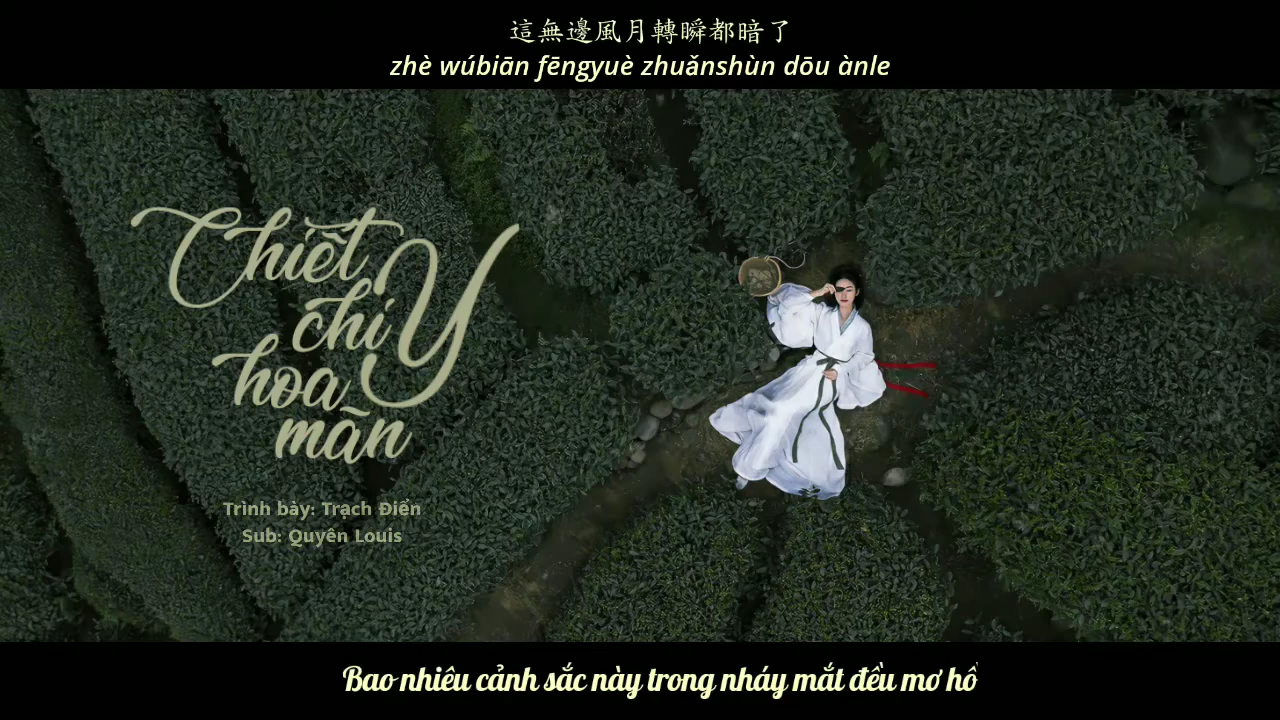 這無邊風月轉瞬都暗了
zhè wúbiān fēngyuè zhuǎnshùn dōu ànle
Chiết
chi Y
hoa
mãn
Trình bày: Trạch Điển
Sub: Quyên Louis
Bao nhiêu cảnh sắc này trong nháy mắt đều mơ hồ